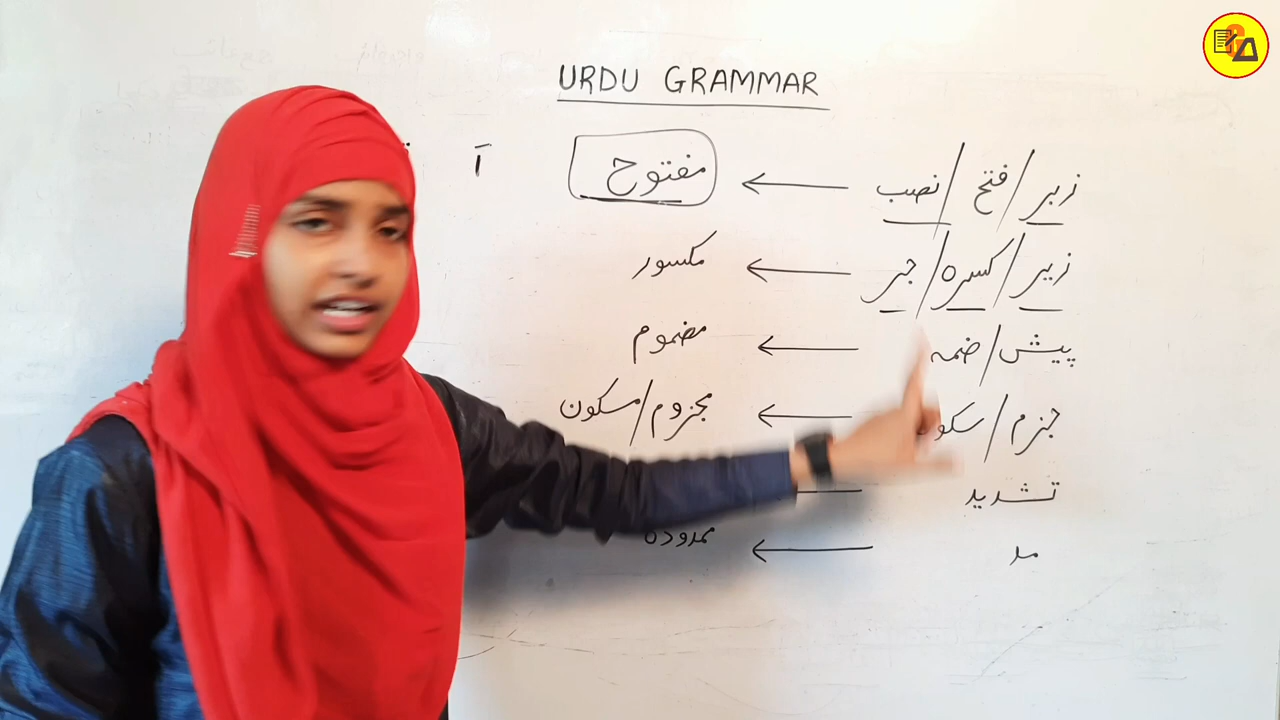 URDU GRAMMAR
زبر / فتح / نصب ← مفتوح آ
زیر / کسرہ / جر ← مکسور
پیش / ضمہ ← مضموم
جزم / ← مجزوم / مسکون
تشدید
مد ← ممدودہ